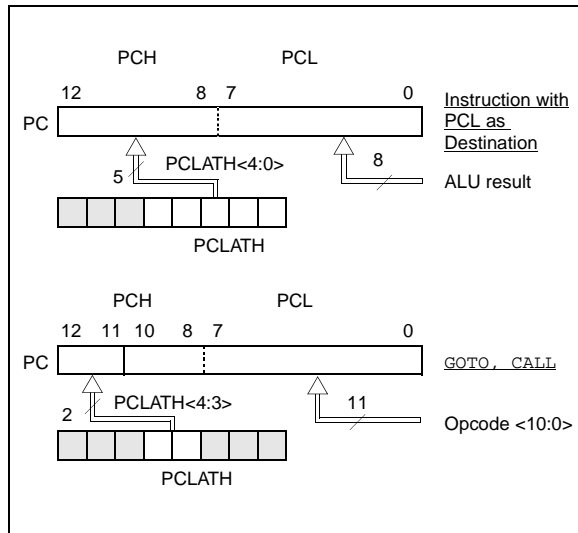 PCH PCL
12 8 7 0
PC
Instruction with
PCL as
Destination
5 PCLATH<4:0>
8
ALU result
PCLATH
PCH PCL
12 11 10 8 7 0
PC
GOTO, CALL
2 PCLATH<4:3>
11
Opcode <10:0>
PCLATH